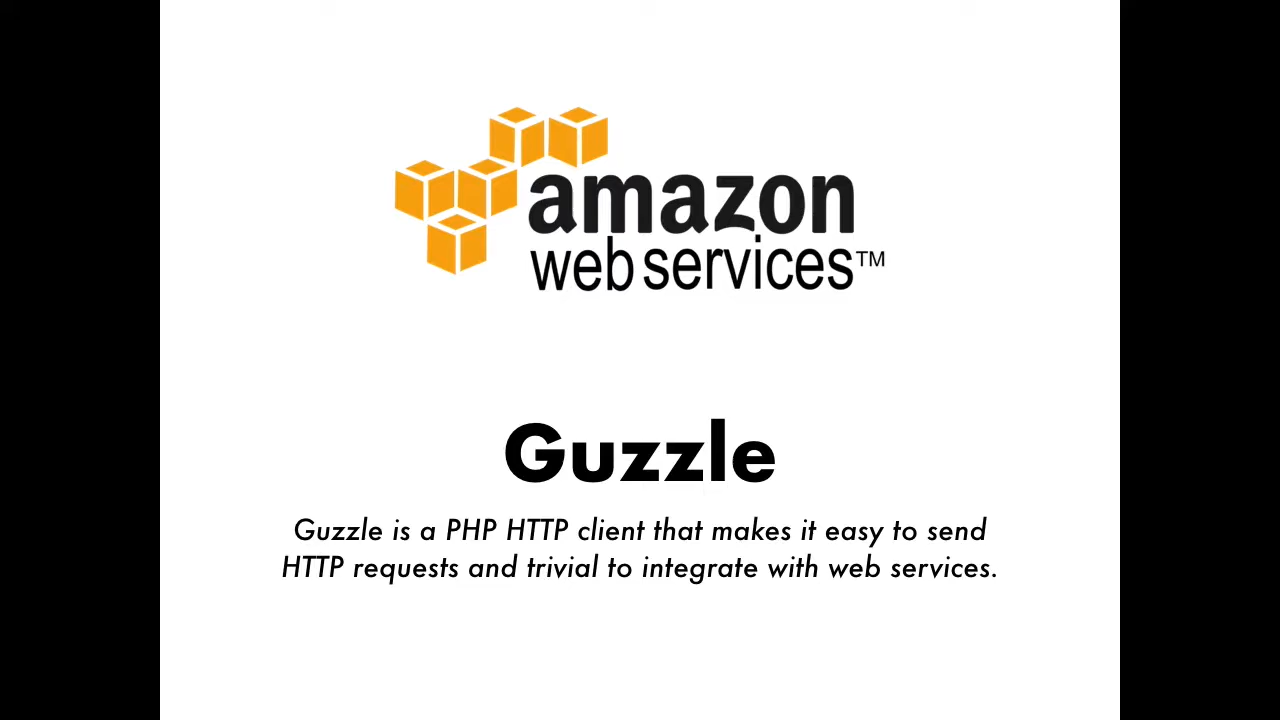 amazon
web services™
Guzzle
Guzzle is a PHP HTTP client that makes it easy to send
HTTP requests and trivial to integrate with web services.